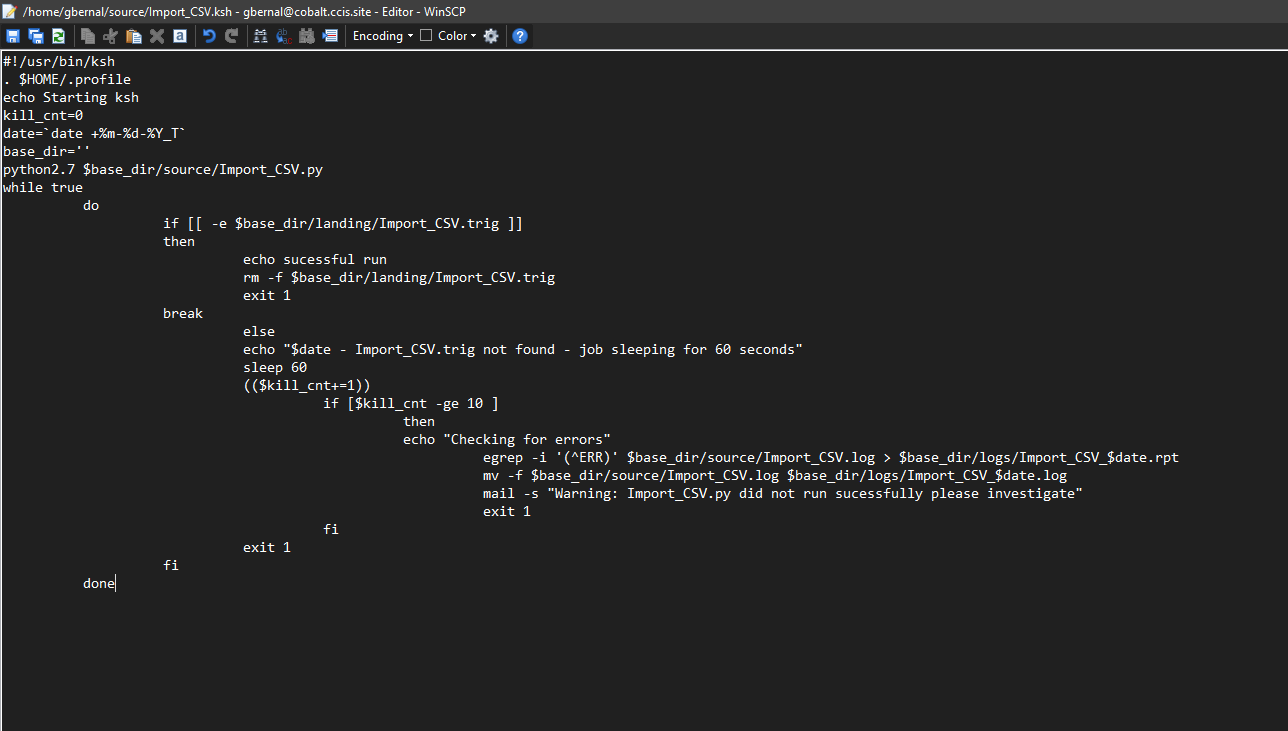 /home/gbernal/source/Import_CSV.ksh - gbernal@cobalt.ccis.site - Editor - WinSCP
Encoding Color
#!/usr/bin/ksh
. $HOME/.profile
echo Starting ksh
kill_cnt=0
date=`date +%m-%d-%Y_T`
base_dir=''
python2.7 $base_dir/source/Import_CSV.py
while true
do
if [[ -e $base_dir/landing/Import_CSV.trig ]]
then
echo sucessful run
rm -f $base_dir/landing/Import_CSV.trig
exit 1
break
else
echo "$date - Import_CSV.trig not found - job sleeping for 60 seconds"
sleep 60
(($kill_cnt+=1))
if [$kill_cnt -ge 10 ]
then
echo "Checking for errors"
egrep -i '(^ERR)' $base_dir/source/Import_CSV.log > $base_dir/logs/Import_CSV_$date.rpt
mv -f $base_dir/source/Import_CSV.log $base_dir/logs/Import_CSV_$date.log
mail -s "Warning: Import_CSV.py did not run sucessfully please investigate"
exit 1
fi
exit 1
fi
done